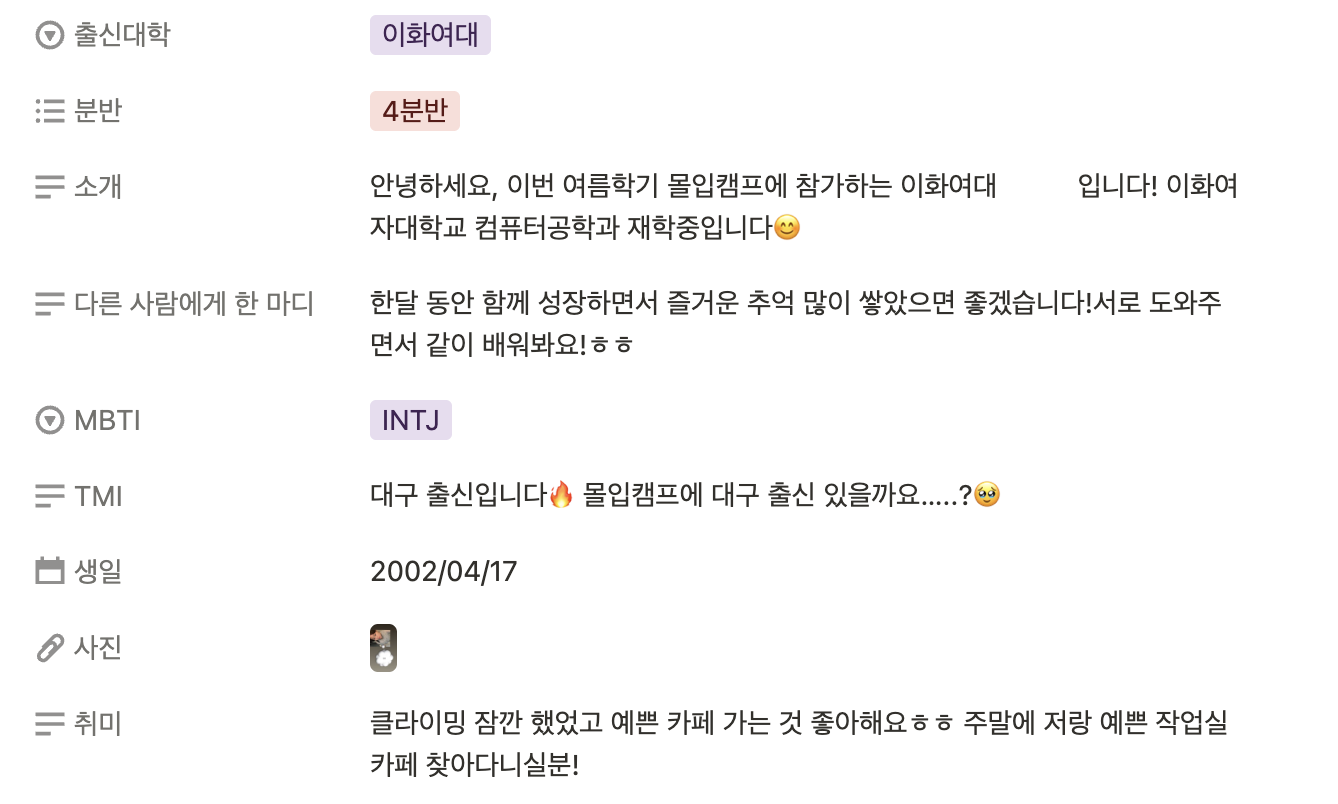 출신대학 이화여대
분반 4분반
소개 안녕하세요, 이번 여름학기 몰입캠프에 참가하는 이화여대 입니다! 이화여
자대학교 컴퓨터공학과 재학중입니다😊
다른 사람에게 한 마디 한달 동안 함께 성장하면서 즐거운 추억 많이 쌓았으면 좋겠습니다!서로 도와주
면서 같이 배워봐요!ㅎㅎ
MBTI INTJ
TMI 대구 출신입니다🔥 몰입캠프에 대구 출신 있을까요.....?🥹
생일 2002/04/17
사진
취미 클라이밍 잠깐 했었고 예쁜 카페 가는 것 좋아해요ㅎㅎ 주말에 저랑 예쁜 작업실
카페 찾아다니실분!